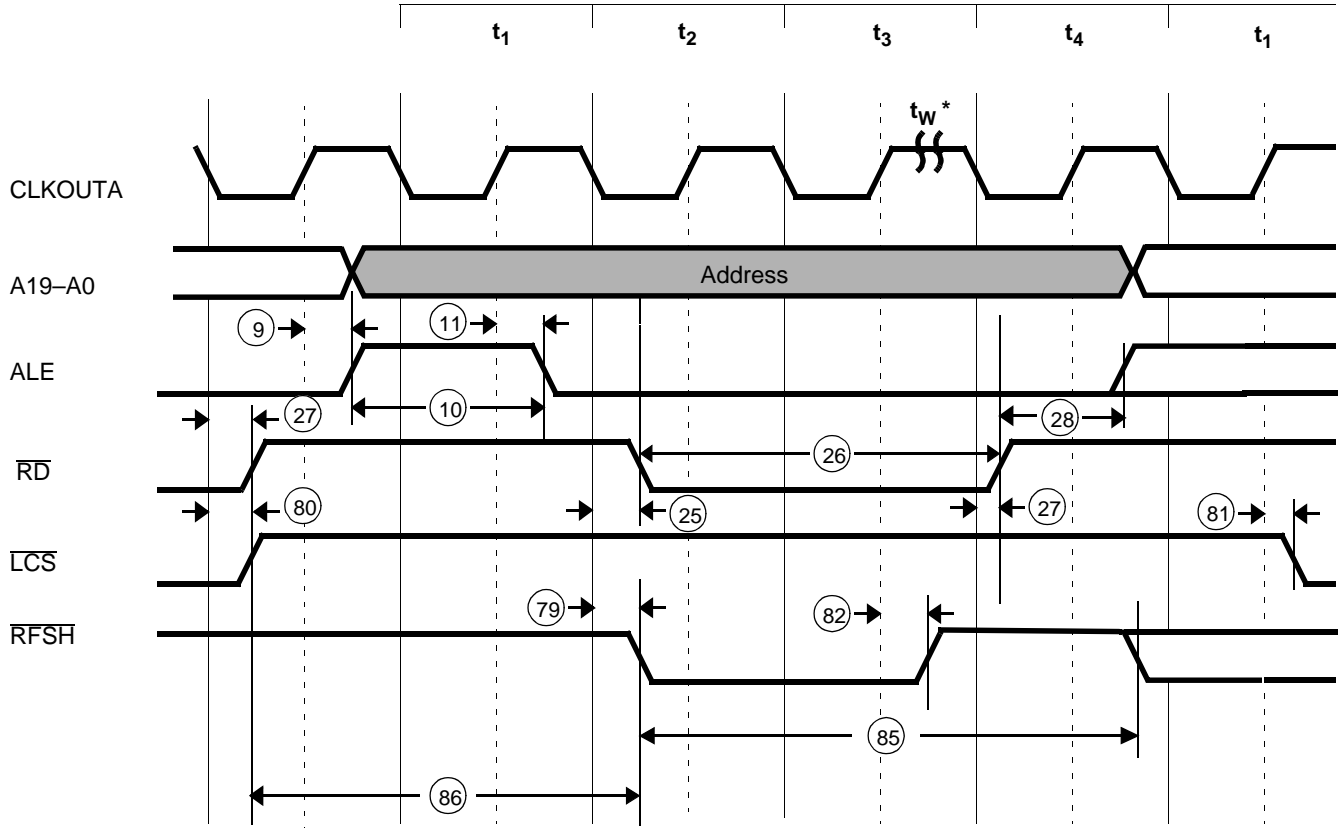 t1 t2 t3 t4 t1
tW *
CLKOUTA
A19–A0 Address
9 11
ALE
10
27 28
RD 26
80 25 27 81
LCS
79 82
RFSH
85
86